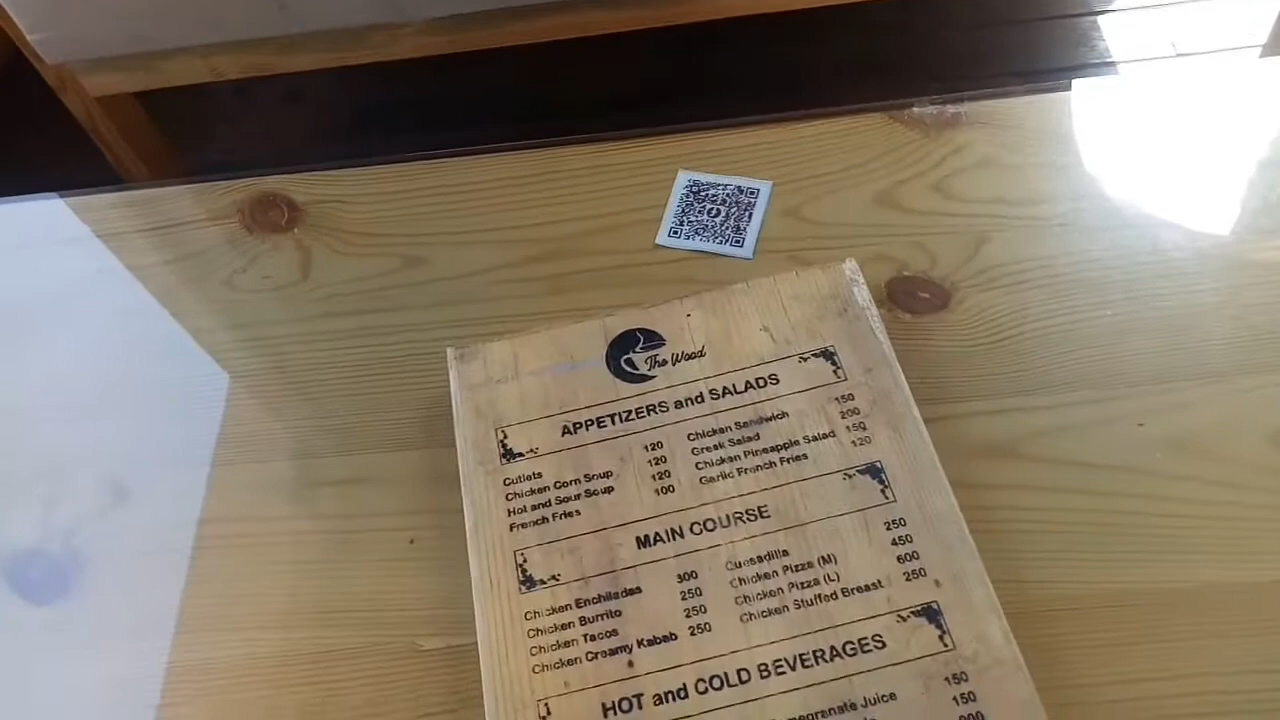 The Wood
APPETIZERS and SALADS
Cutlets 120
Chicken Corn Soup 120
Hot and Sour Soup 120
French Fries 100
Chicken Sandwich 150
Greak Salad 200
Chicken Pineapple Salad 150
Garlic French Fries 120
MAIN COURSE
Chicken Enchiladas 300
Chicken Burrito 250
Chicken Tacos 250
Chicken Creamy Kabab 250
Quesadilla 250
Chicken Pizza (M) 450
Chicken Pizza (L) 600
Chicken Stuffed Breast 250
HOT and COLD BEVERAGES
Juice 150
150